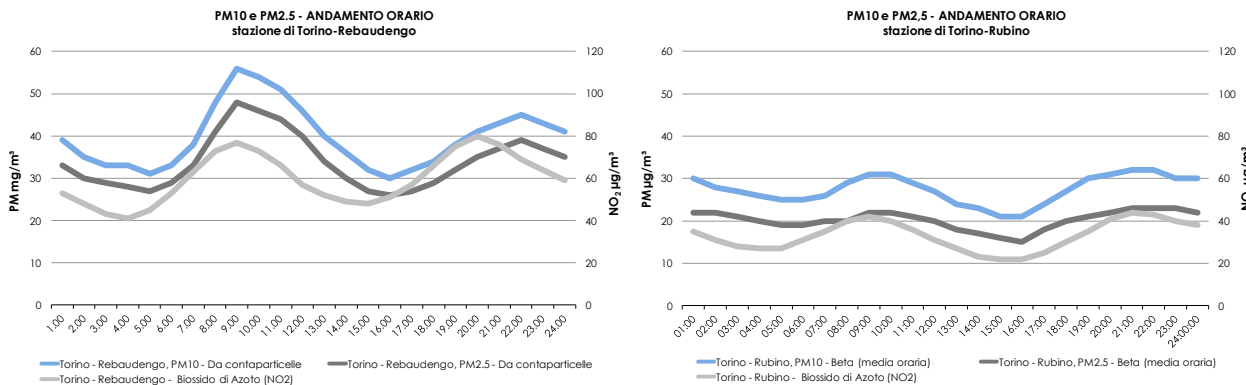 PM10 e PM2.5 - ANDAMENTO ORARIO
stazione di Torino-Rebaudengo
60
50
40
30
20
10
0
PM mg/m³
120
100
80
60
40
20
0
NO₂ µg/m³
1.00 2.00 3.00 4.00 5.00 6.00 7.00 8.00 9.00 10.00 11.00 12.00 13.00 14.00 15.00 16.00 17.00 18.00 19.00 20.00 21.00 22.00 23.00 24.00
Torino - Rebaudengo, PM10 - Da contaparticelle
Torino - Rebaudengo, PM2.5 - Da contaparticelle
Torino - Rebaudengo - Biossido di Azoto (NO2)
PM10 e PM2,5 - ANDAMENTO ORARIO
stazione di Torino-Rubino
60
50
40
30
20
10
0
PM µg/m³
120
100
80
60
40
20
0
µg/m³
01:00 02:00 03:00 04:00 05:00 06:00 07:00 08:00 09:00 10:00 11:00 12:00 13:00 14:00 15:00 16:00 17:00 18:00 19:00 20:00 21:00 22:00 23:00 24:00:00
Torino - Rubino, PM10 - Beta (media oraria)
Torino - Rubino, PM2.5 - Beta (media oraria)
Torino - Rubino - Biossido di Azoto (NO2)